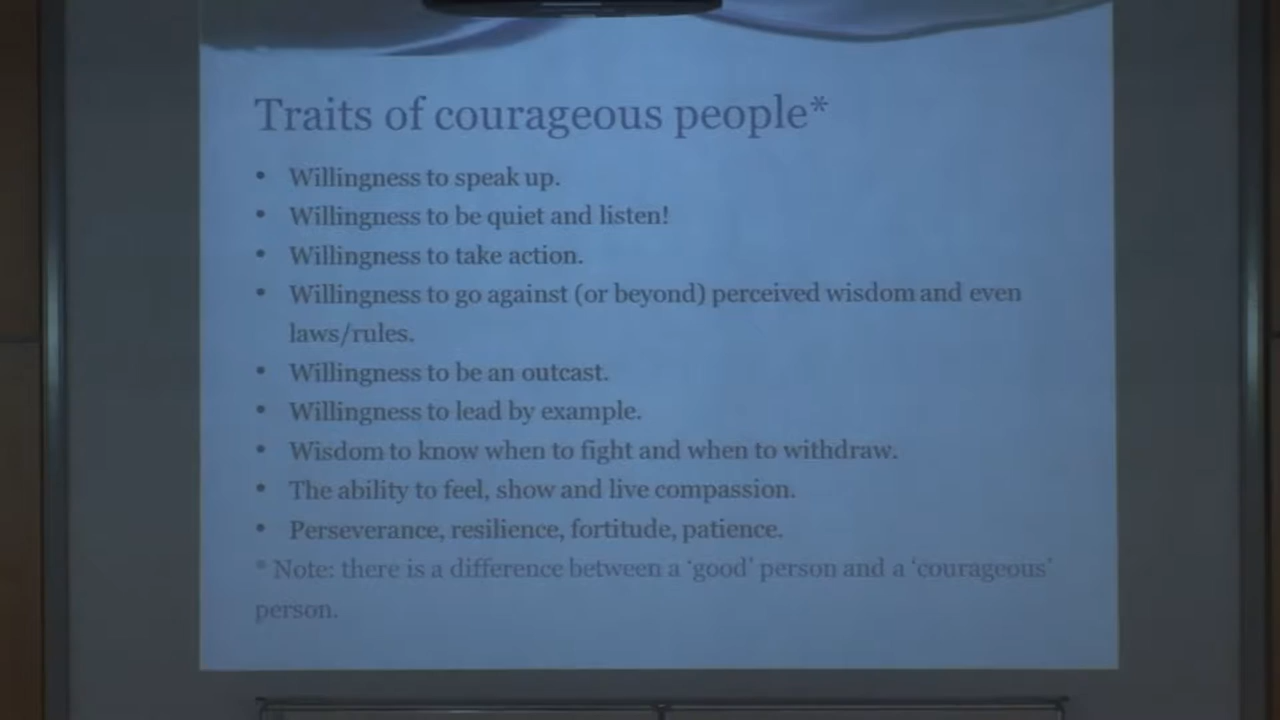 Traits of courageous people*
• Willingness to speak up.
• Willingness to be quiet and listen!
• Willingness to take action.
• Willingness to go against (or beyond) perceived wisdom and even
laws/rules.
• Willingness to be an outcast.
• Willingness to lead by example.
• Wisdom to know when to fight and when to withdraw.
• The ability to feel, show and live compassion.
• Perseverance, resilience, fortitude, patience.
* Note: there is a difference between a ‘good’ person and a ‘courageous’
person.